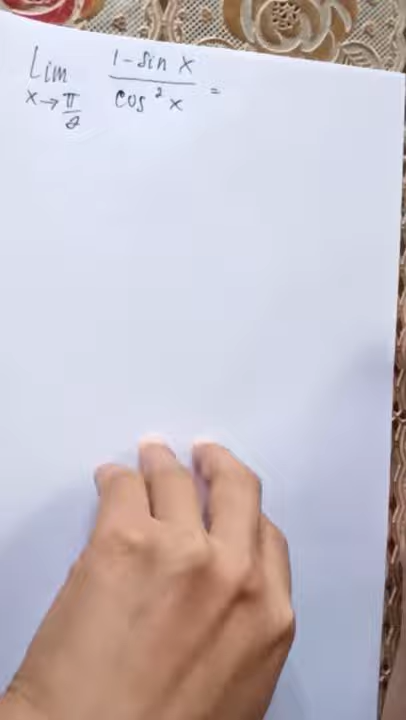 Lim 1-sin x
x→π/2 cos² x =